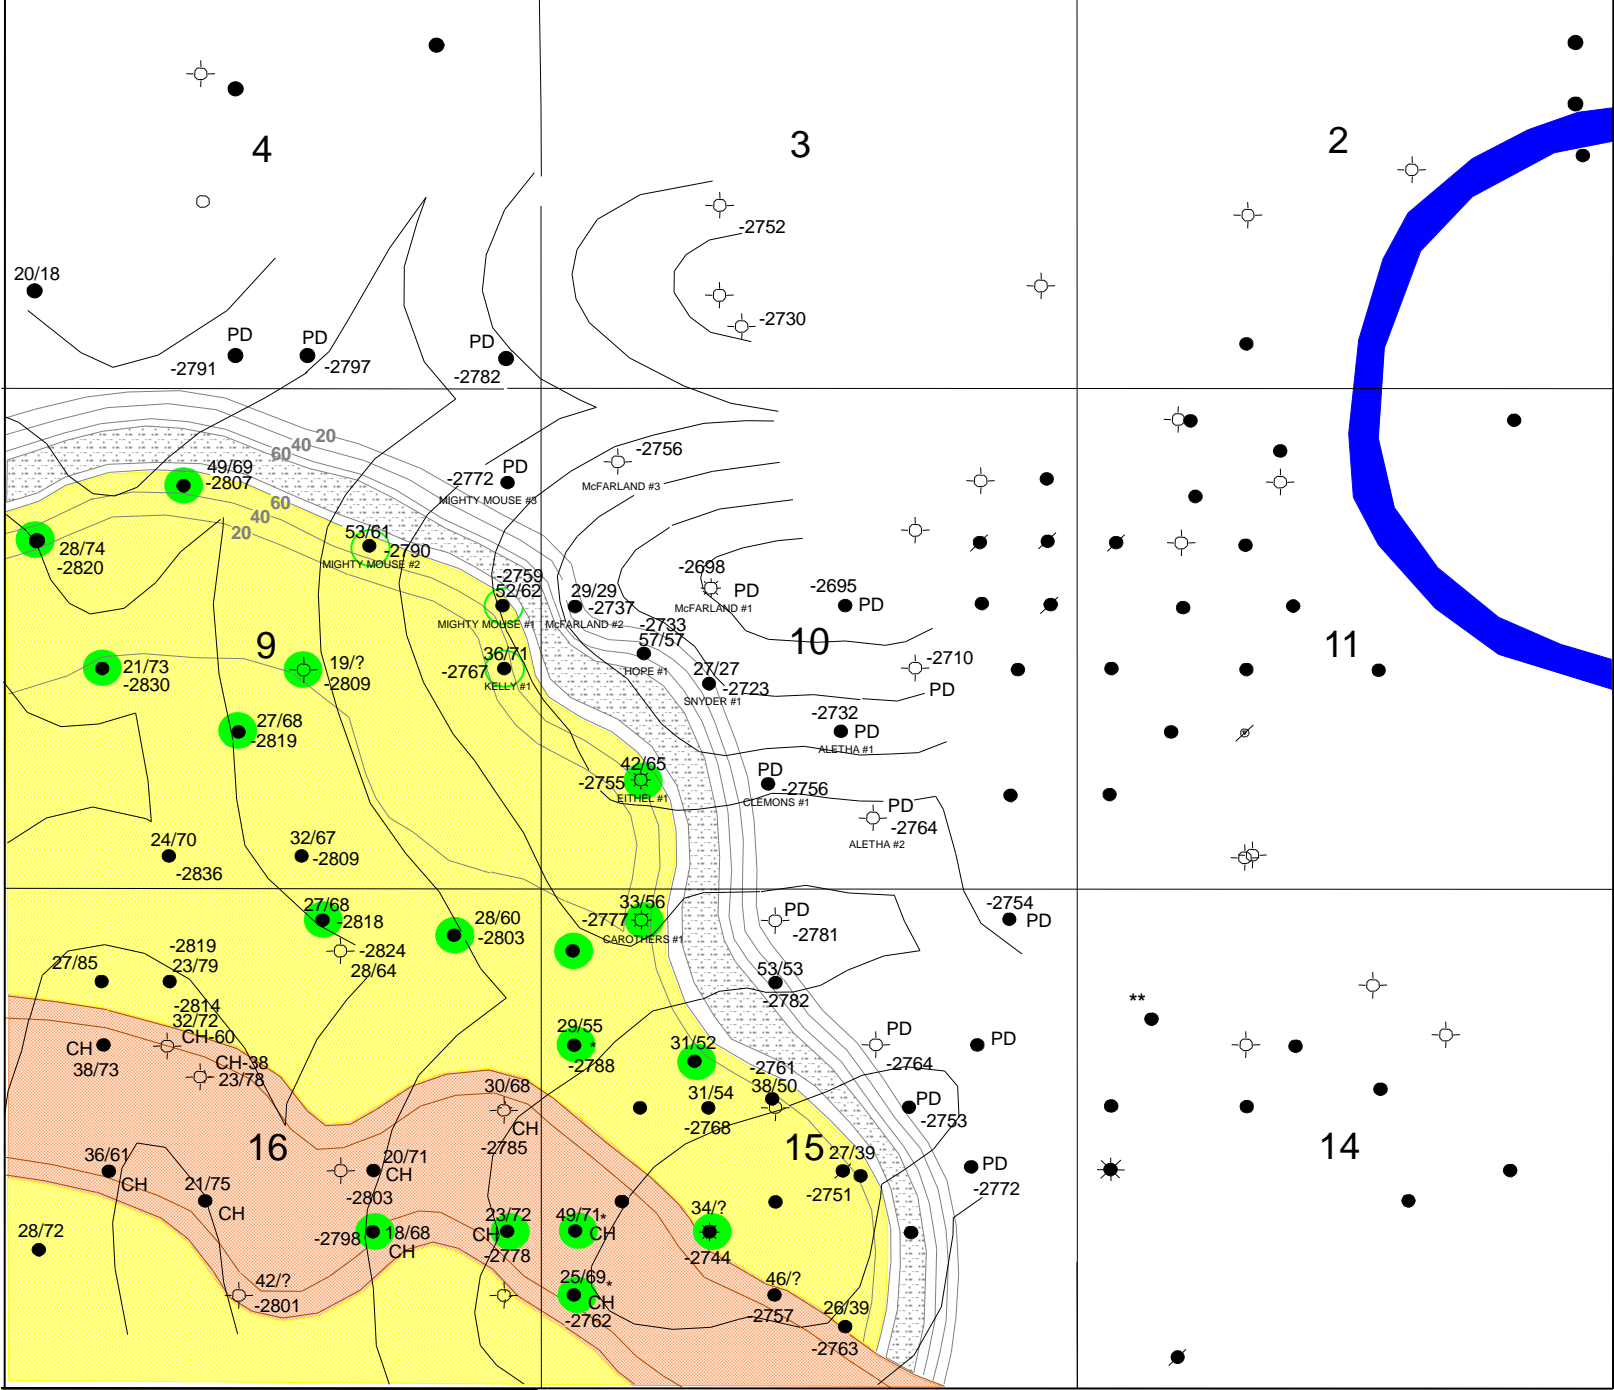 4
3
2
20/18
-2752
-2730
PD
-2791
PD
-2797
PD
-2782
20
40
60
49/69
-2807
60
40
20
28/74
-2820
53/61
-2790
MIGHTY MOUSE #2
-2772
PD
MIGHTY MOUSE #3
-2756
McFARLAND #3
-2759
52/62
MIGHTY MOUSE #1
29/29
-2737
McFARLAND #2
-2698
PD
McFARLAND #1
-2695
PD
9
10
11
21/73
-2830
19/?
-2809
36/71
-2767
KELLY #1
-2733
57/57
HOPE #1
27/27
-2723
SNYDER #1
-2710
PD
27/68
-2819
-2732
PD
ALETHA #1
42/65
-2755
EITHEL #1
PD
-2756
CLEMONS #1
PD
-2764
ALETHA #2
24/70
-2836
32/67
-2809
27/68
-2818
28/60
-2803
33/56
-2777
CAROTHERS #1
PD
-2781
-2754
PD
-2824
28/64
27/85
-2819
23/79
53/53
-2782
**
-2814
32/72
CH-60
CH
38/73
CH-38
23/78
29/55
*
-2788
31/52
PD
-2764
PD
30/68
CH
-2785
31/54
-2768
-2761
38/50
PD
-2753
16
15
14
36/61
CH
21/75
CH
20/71
CH
-2803
27/39
-2751
PD
-2772
28/72
-2798
18/68
CH
23/72
CH
-2778
49/71*
CH
34/?
-2744
42/?
-2801
25/69*
CH
-2762
46/?
-2757
26/39
-2763